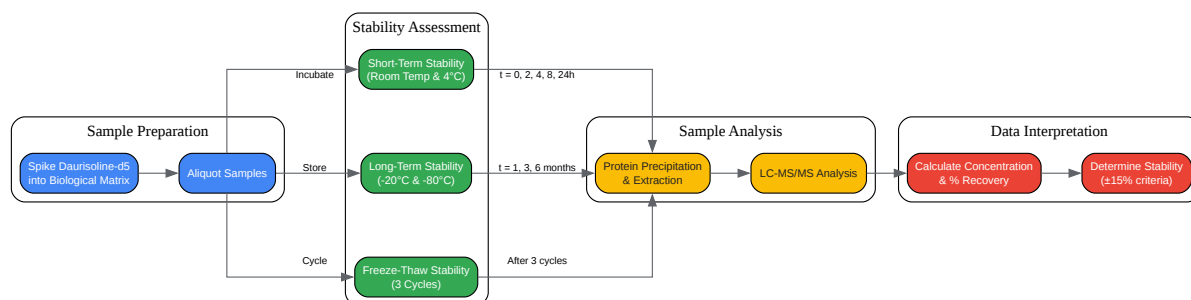 Sample Preparation
Spike Daurisoline-d5
into Biological Matrix
Aliquot Samples
Incubate
Store
Cycle
Stability Assessment
Short-Term Stability
(Room Temp & 4°C)
Long-Term Stability
(-20°C & -80°C)
Freeze-Thaw Stability
(3 Cycles)
t = 0, 2, 4, 8, 24h
t = 1, 3, 6 months
After 3 cycles
Sample Analysis
Protein Precipitation
& Extraction
LC-MS/MS Analysis
Data Interpretation
Calculate Concentration
& % Recovery
Determine Stability
(±15% criteria)